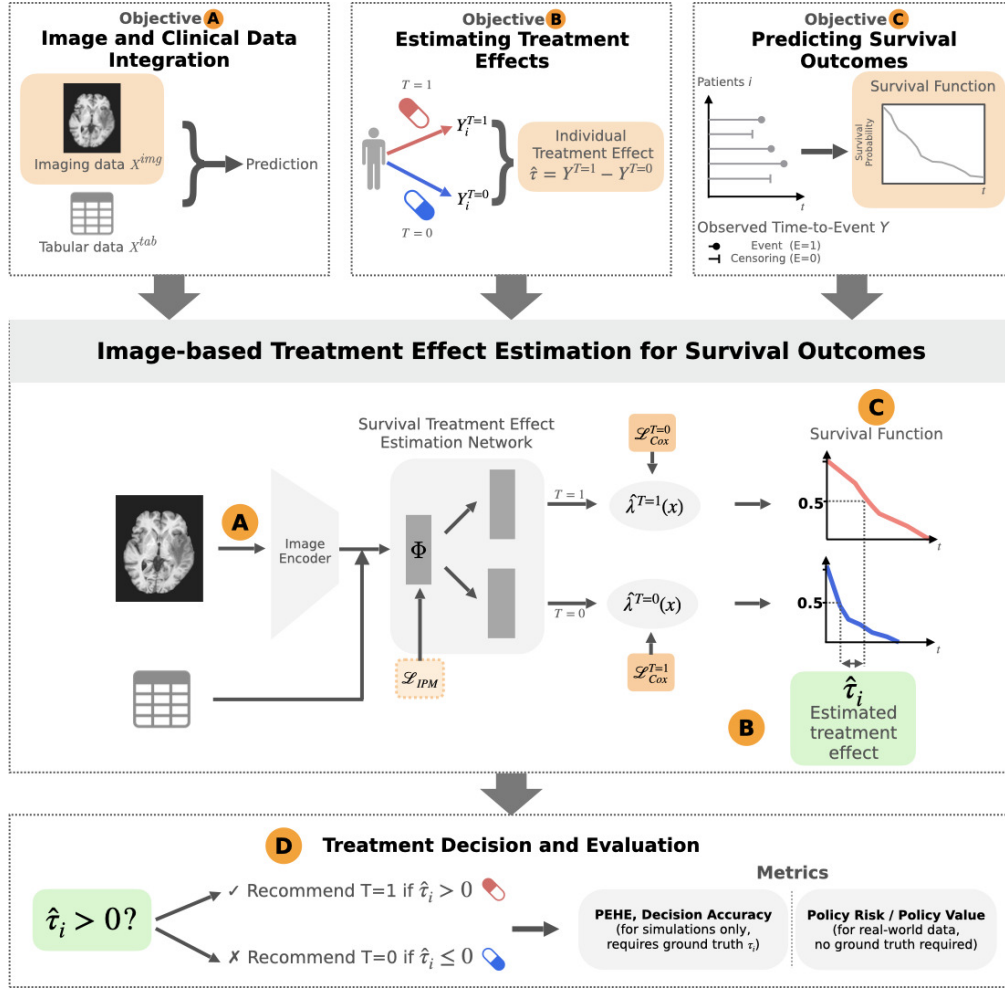 Objective A
Image and Clinical Data
Integration
Imaging data X^{img}
Prediction
Tabular data X^{tab}
Objective B
Estimating Treatment
Effects
T = 1
Y_i^{T=1}
Individual
Treatment Effect
τ̂ = Y^{T=1} − Y^{T=0}
Y_i^{T=0}
T = 0
Objective C
Predicting Survival
Outcomes
Patients i
Survival Function
Survival
Probability
t
t
Observed Time-to-Event Y
Event (E=1)
Censoring (E=0)
Image-based Treatment Effect Estimation for Survival Outcomes
C
Survival Treatment Effect
Estimation Network
ℒ_{Cox}^{T=0}
Survival Function
A
Image
Encoder
Φ
T = 1
λ̂^{T=1}(x)
0.5
t
T = 0
λ̂^{T=0}(x)
0.5
t
ℒ_{IPM}
ℒ_{Cox}^{T=1}
B
τ̂_i
Estimated
treatment
effect
D Treatment Decision and Evaluation
Metrics
τ̂_i > 0?
✓ Recommend T=1 if τ̂_i > 0
✗ Recommend T=0 if τ̂_i ≤ 0
PEHE, Decision Accuracy
(for simulations only,
requires ground truth τ_i)
Policy Risk / Policy Value
(for real-world data,
no ground truth required)